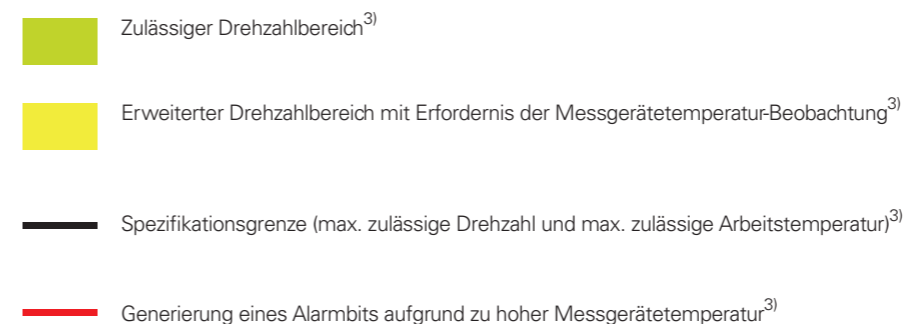 Zulässiger Drehzahlbereich3)
Erweiterter Drehzahlbereich mit Erfordernis der Messgerätetemperatur-Beobachtung3)
Spezifikationsgrenze (max. zulässige Drehzahl und max. zulässige Arbeitstemperatur)3)
Generierung eines Alarmbits aufgrund zu hoher Messgerätetemperatur3)